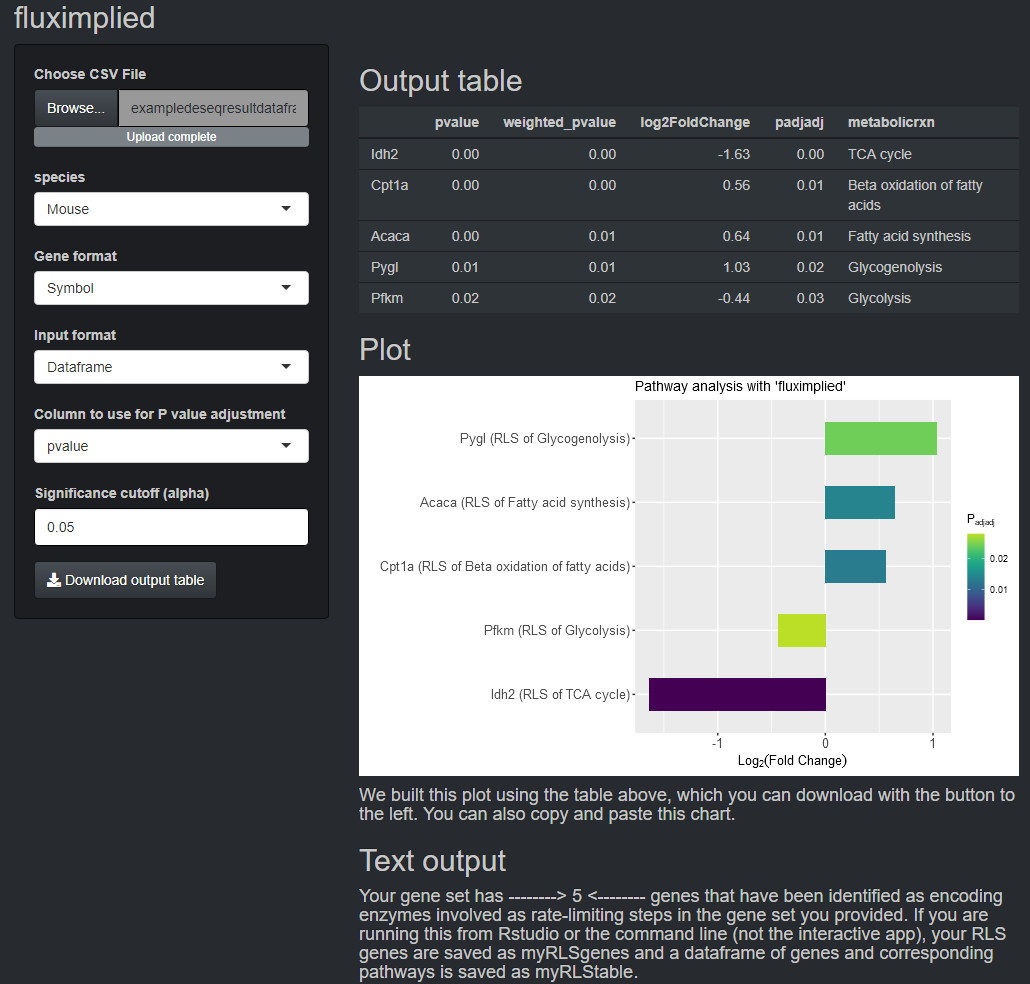 fluximplied
Choose CSV File
Browse...
exampledeseqresultdatafra
Upload complete
species
Mouse
Gene format
Symbol
Input format
Dataframe
Column to use for P value adjustment
pvalue
Significance cutoff (alpha)
0.05
Download output table
Output table
pvalue weighted_pvalue log2FoldChange padjadj metabolicrxn
Idh2 0.00 0.00 -1.63 0.00 TCA cycle
Cpt1a 0.00 0.00 0.56 0.01 Beta oxidation of fatty
acids
Acaca 0.00 0.01 0.64 0.01 Fatty acid synthesis
Pygl 0.01 0.01 1.03 0.02 Glycogenolysis
Pfkm 0.02 0.02 -0.44 0.03 Glycolysis
Plot
Pathway analysis with 'fluximplied'
Pygl (RLS of Glycogenolysis)
Acaca (RLS of Fatty acid synthesis)
Cpt1a (RLS of Beta oxidation of fatty acids)
Pfkm (RLS of Glycolysis)
Idh2 (RLS of TCA cycle)
-1 0 1
Log2(Fold Change)
Padjadj
0.02
0.01
We built this plot using the table above, which you can download with the button to
the left. You can also copy and paste this chart.
Text output
Your gene set has --------> 5 <-------- genes that have been identified as encoding
enzymes involved as rate-limiting steps in the gene set you provided. If you are
running this from Rstudio or the command line (not the interactive app), your RLS
genes are saved as myRLSgenes and a dataframe of genes and corresponding
pathways is saved as myRLStable.